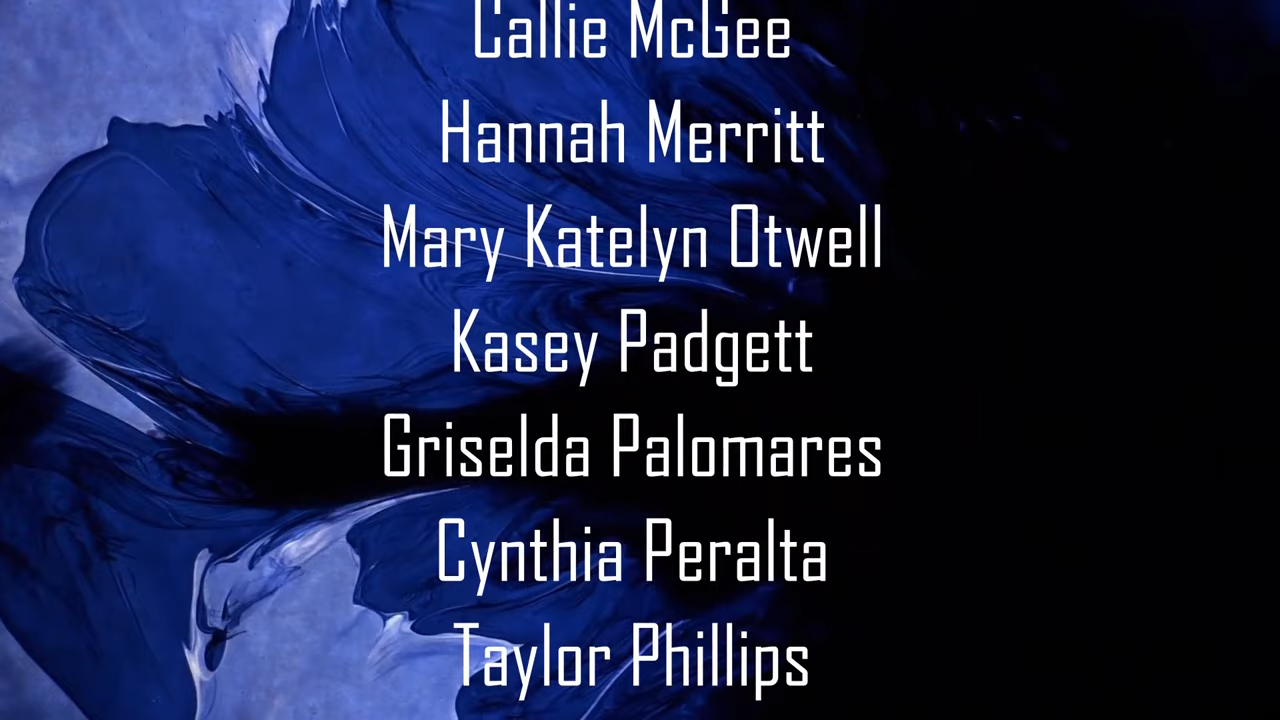 Callie McGee
Hannah Merritt
Mary Katelyn Otwell
Kasey Padgett
Griselda Palomares
Cynthia Peralta
Taylor Phillips